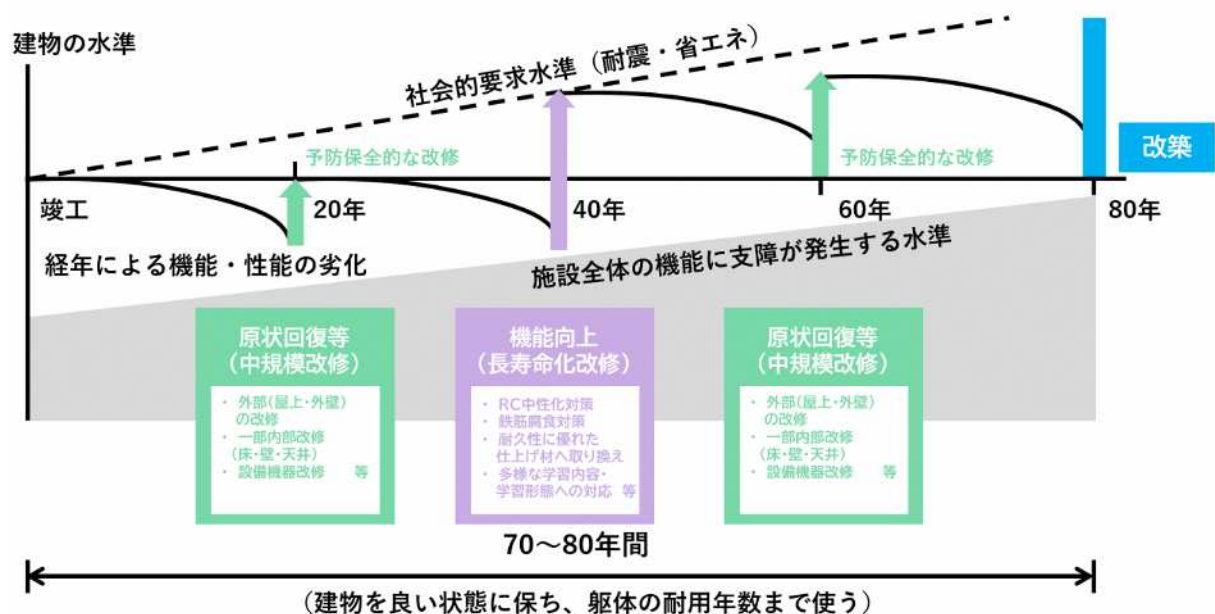 建物の水準
社会的要求水準（耐震・省エネ）
予防保全的な改修
予防保全的な改修
改築
竣工
20年
40年
60年
80年
経年による機能・性能の劣化
施設全体の機能に支障が発生する水準
原状回復等
（中規模改修）
・ 外部(屋上・外壁)
の改修
・ 一部内部改修
(床・壁・天井)
・ 設備機器改修 等
機能向上
（長寿命化改修）
・ RC中性化対策
・ 鉄筋腐食対策
・ 耐久性に優れた
仕上げ材へ取り換え
・ 多様な学習内容・
学習形態への対応 等
原状回復等
（中規模改修）
・ 外部(屋上・外壁)
の改修
・ 一部内部改修
(床・壁・天井)
・ 設備機器改修 等
70～80年間
（建物を良い状態に保ち、躯体の耐用年数まで使う）